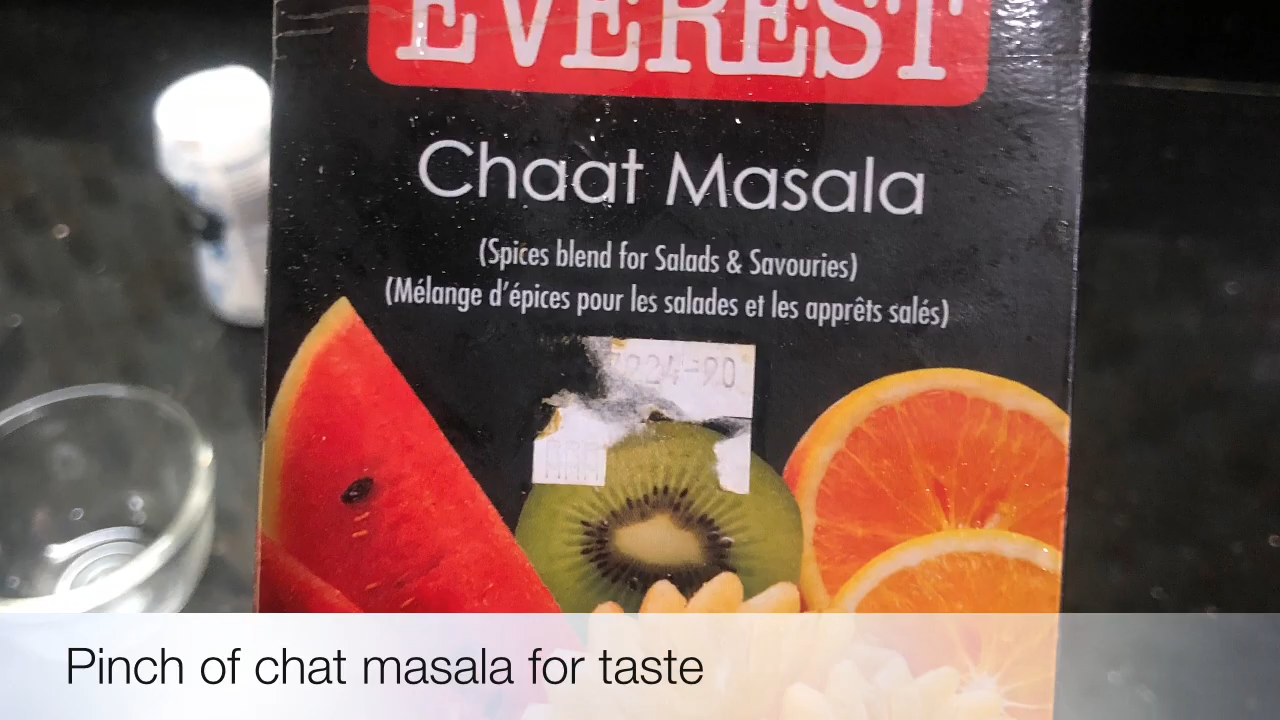 EVEREST
Chaat Masala
(Spices blend for Salads & Savouries)
(Mélange d'épices pour les salades et les apprêts salés)
Pinch of chat masala for taste